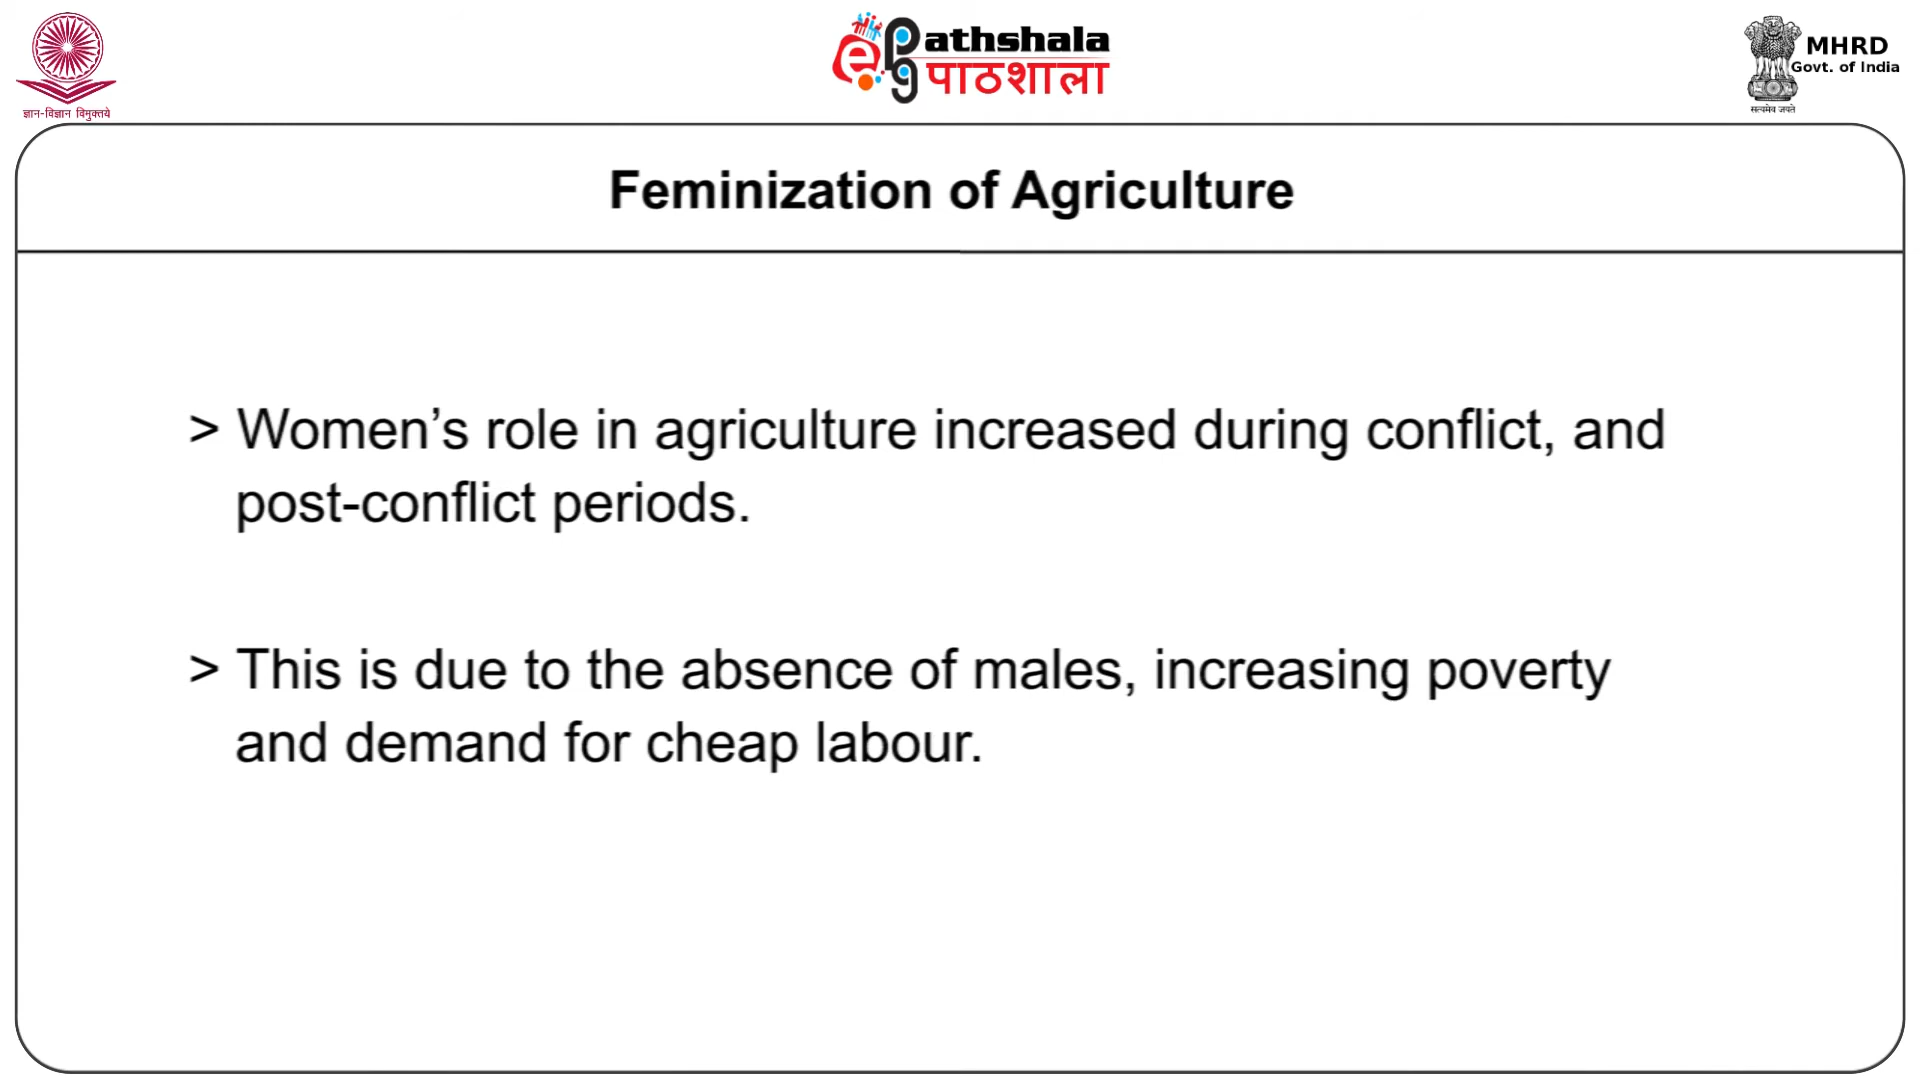 ज्ञान-विज्ञान विमुक्तये
e Pathshala
पाठशाला
MHRD
Govt. of India
सत्यमेव जयते
Feminization of Agriculture
> Women’s role in agriculture increased during conflict, and
post-conflict periods.
> This is due to the absence of males, increasing poverty
and demand for cheap labour.